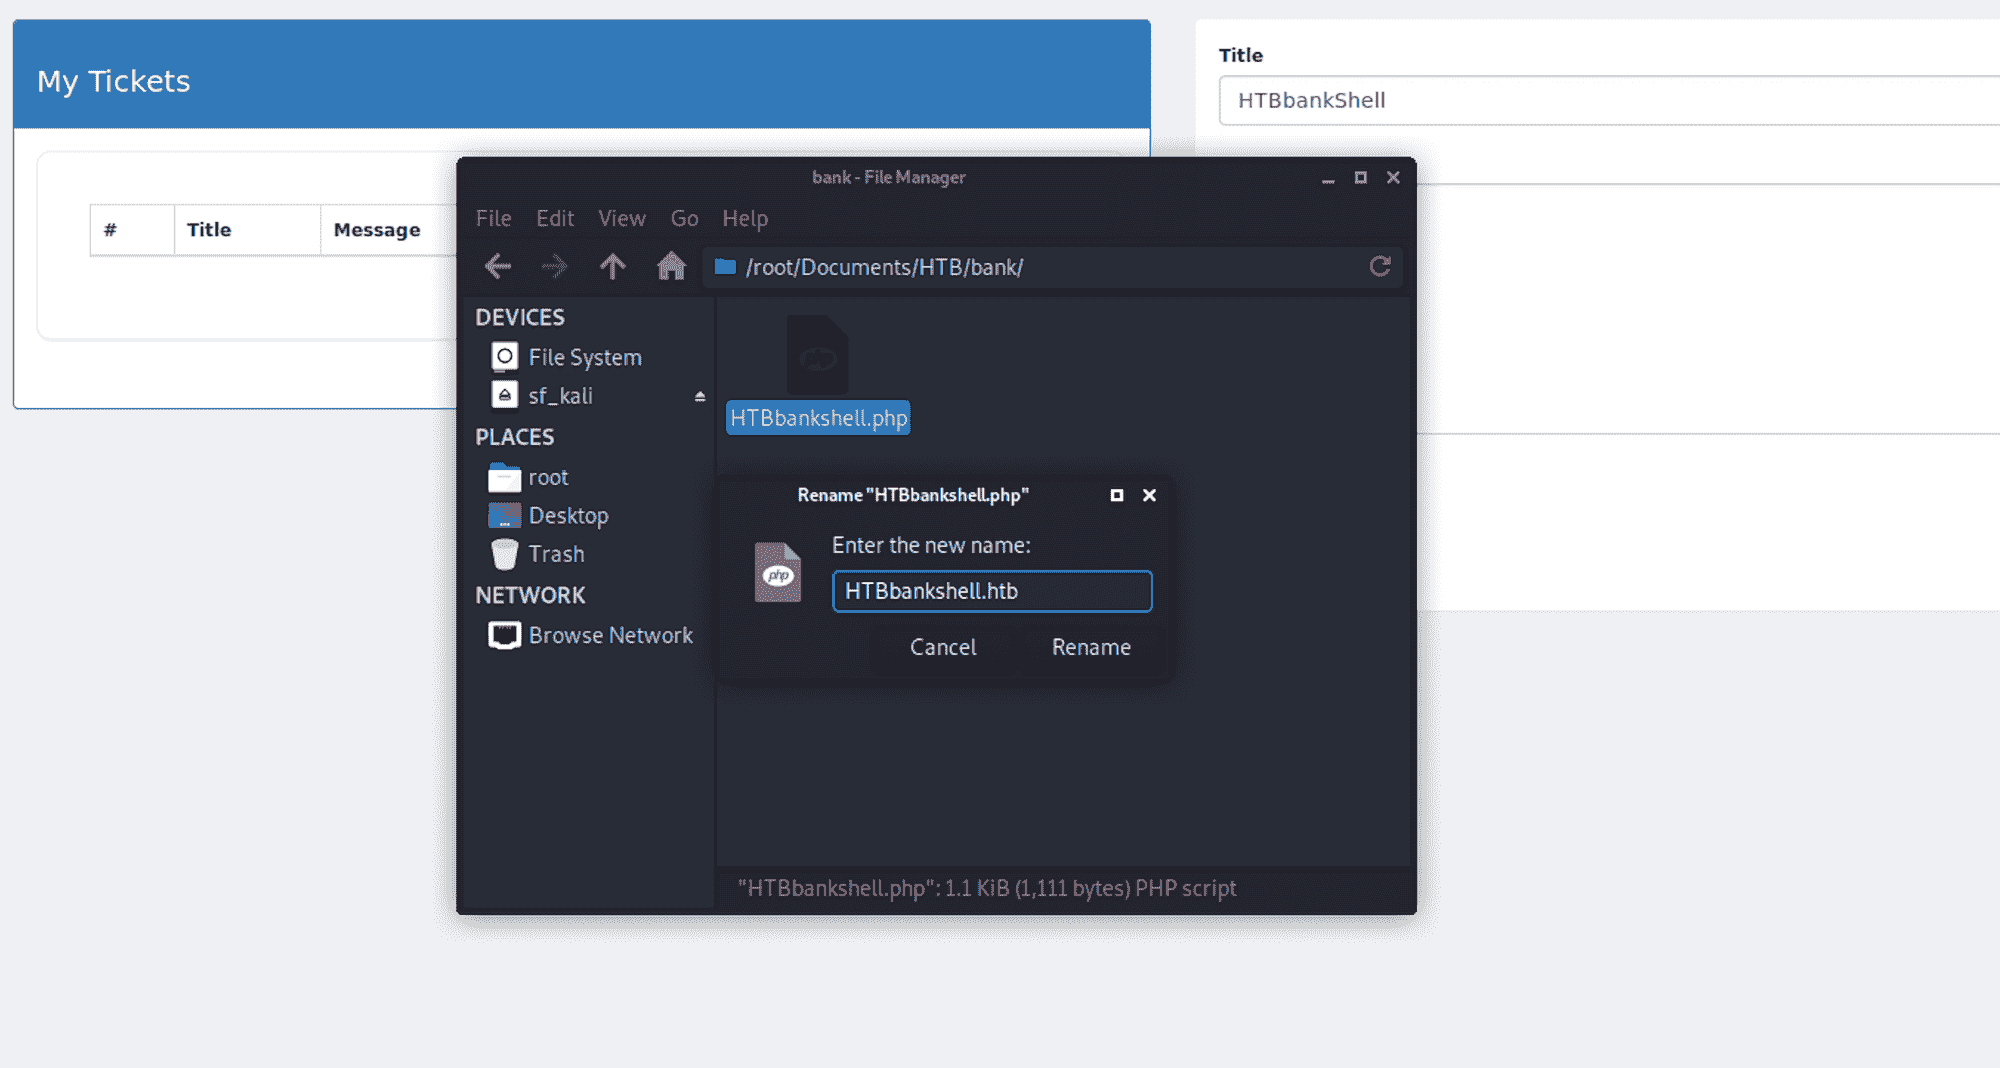 My Tickets
# Title Message
Title
HTBbankShell
bank - File Manager
File Edit View Go Help
/root/Documents/HTB/bank/
DEVICES
File System
sf_kali
PLACES
root
Desktop
Trash
NETWORK
Browse Network
HTBbankshell.php
Rename "HTBbankshell.php"
php
Enter the new name:
HTBbankshell.htb
Cancel Rename
"HTBbankshell.php": 1.1 KiB (1,111 bytes) PHP script